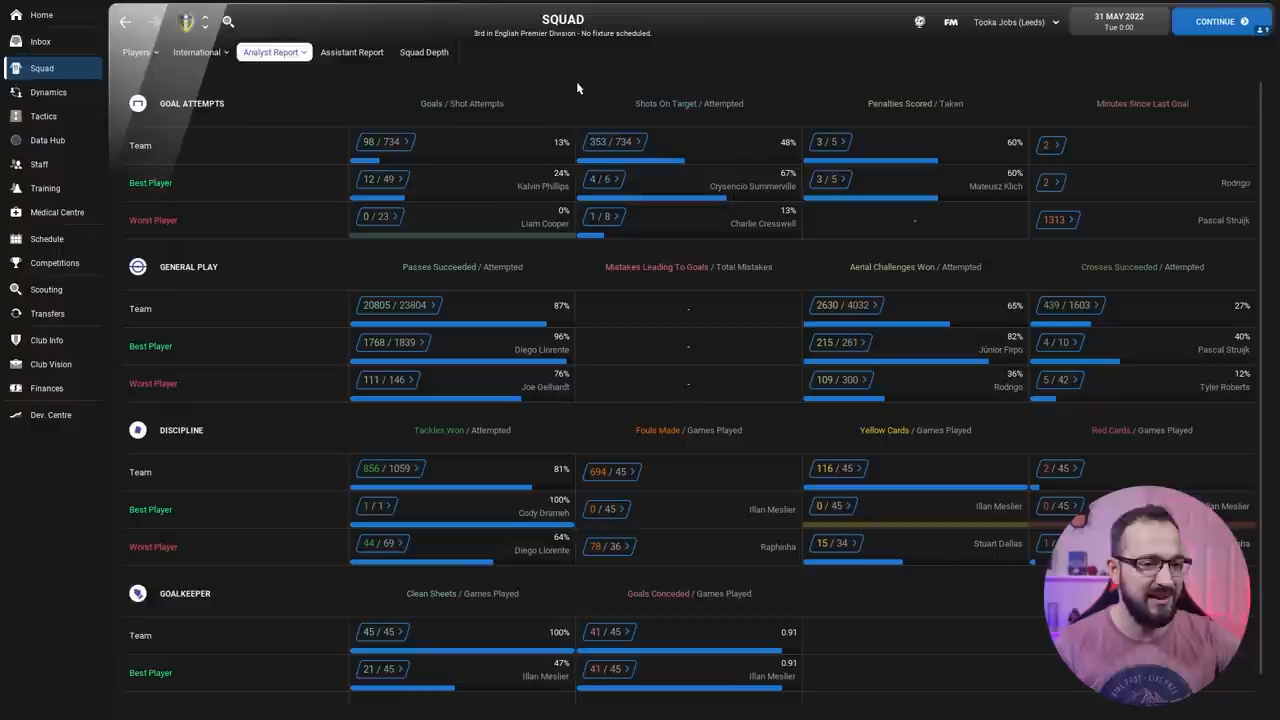 Home
Inbox
Squad
Dynamics
Tactics
Data Hub
Staff
Training
Medical Centre
Schedule
Competitions
Scouting
Transfers
Club Info
Club Vision
Finances
Dev. Centre
SQUAD
3rd in English Premier Division - No fixture scheduled.
FM
Tooka Jobs (Leeds)
31 MAY 2022
Tue 0:00
CONTINUE
9
Players
International
Analyst Report
Assistant Report
Squad Depth
GOAL ATTEMPTS
Goals / Shot Attempts
Shots On Target / Attempted
Penalties Scored / Taken
Minutes Since Last Goal
Team
98 / 734
13%
353 / 734
48%
3 / 5
60%
2
Best Player
12 / 49
24%
Kalvin Phillips
4 / 6
67%
Crysencio Summerville
3 / 5
60%
Mateusz Klich
2
Rodrigo
Worst Player
0 / 23
0%
Liam Cooper
1 / 8
13%
Charlie Cresswell
-
1313
Pascal Struijk
GENERAL PLAY
Passes Succeeded / Attempted
Mistakes Leading To Goals / Total Mistakes
Aerial Challenges Won / Attempted
Crosses Succeeded / Attempted
Team
20805 / 23804
87%
-
2630 / 4032
65%
439 / 1603
27%
Best Player
1768 / 1839
96%
Diego Llorente
-
215 / 261
82%
Júnior Firpo
4 / 10
40%
Pascal Struijk
Worst Player
111 / 146
76%
Joe Gelhardt
-
109 / 300
36%
Rodrigo
5 / 42
12%
Tyler Roberts
DISCIPLINE
Tackles Won / Attempted
Fouls Made / Games Played
Yellow Cards / Games Played
Red Cards / Games Played
Team
856 / 1059
81%
694 / 45
116 / 45
2 / 45
Best Player
1 / 1
100%
Cody Drameh
0 / 45
Illan Meslier
0 / 45
Illan Meslier
0 / 45
Meslier
Worst Player
44 / 69
64%
Diego Llorente
78 / 36
Raphinha
15 / 34
Stuart Dallas
1 /
GOALKEEPER
Clean Sheets / Games Played
Goals Conceded / Games Played
Team
45 / 45
100%
41 / 45
0.91
Best Player
21 / 45
47%
Illan Meslier
41 / 45
0.91
Illan Meslier